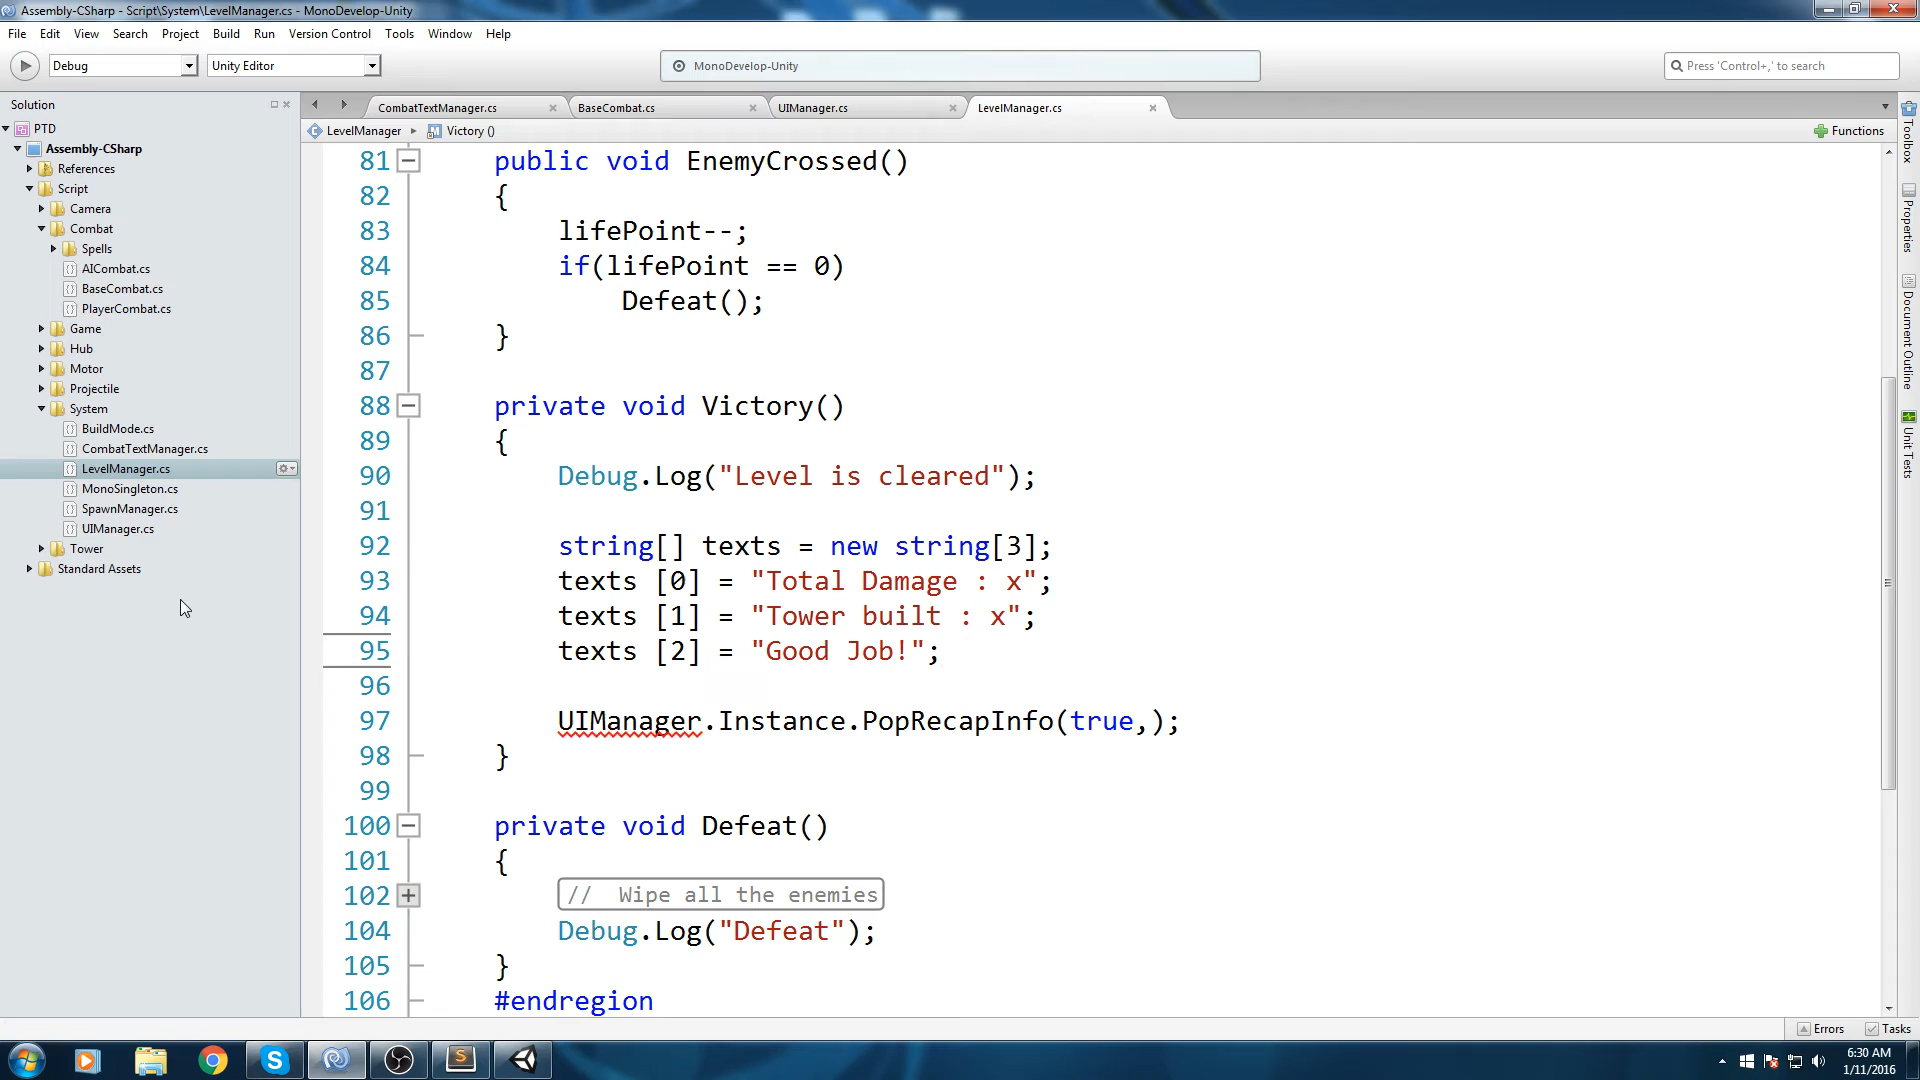 Assembly-CSharp - Script\System\LevelManager.cs - MonoDevelop-Unity
File Edit View Search Project Build Run Version Control Tools Window Help
Debug Unity Editor MonoDevelop-Unity Press 'Control+,' to search
Solution
CombatTextManager.cs BaseCombat.cs UIManager.cs LevelManager.cs
LevelManager Victory () Functions
PTD
Assembly-CSharp
References
Script
Camera
Combat
Spells
AICombat.cs
BaseCombat.cs
PlayerCombat.cs
Game
Hub
Motor
Projectile
System
BuildMode.cs
CombatTextManager.cs
LevelManager.cs
MonoSingleton.cs
SpawnManager.cs
UIManager.cs
Tower
Standard Assets
81 public void EnemyCrossed()
82 {
83 lifePoint--;
84 if(lifePoint == 0)
85 Defeat();
86 }
87
88 private void Victory()
89 {
90 Debug.Log("Level is cleared");
91
92 string[] texts = new string[3];
93 texts [0] = "Total Damage : x";
94 texts [1] = "Tower built : x";
95 texts [2] = "Good Job!";
96
97 UIManager.Instance.PopRecapInfo(true,);
98 }
99
100 private void Defeat()
101 {
102 // Wipe all the enemies
104 Debug.Log("Defeat");
105 }
106 #endregion
Toolbox
Properties
Document Outline
Unit Tests
Errors Tasks
6:30 AM
1/11/2016